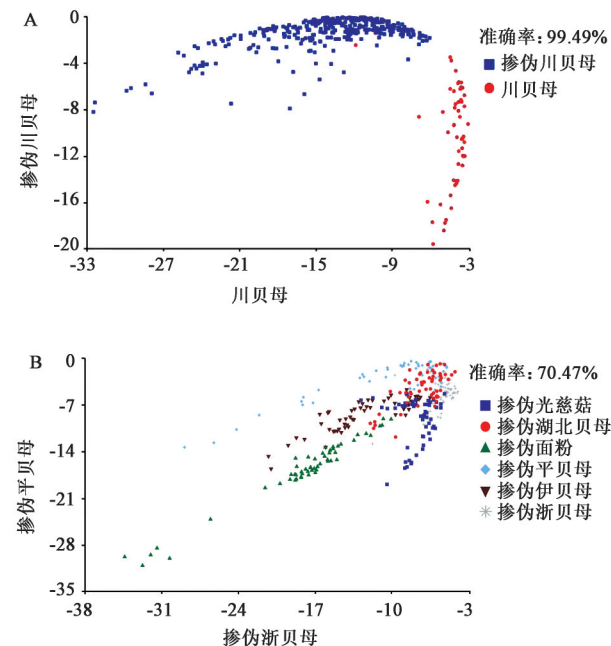 A
准确率:99.49%
掺伪川贝母
川贝母
0
-4
-8
-12
-16
-20
掺伪川贝母
-33 -27 -21 -15 -9 -3
川贝母
B
准确率:70.47%
掺伪光慈菇
掺伪湖北贝母
掺伪面粉
掺伪平贝母
掺伪伊贝母
掺伪浙贝母
0
-7
-14
-21
-28
-35
掺伪平贝母
-38 -31 -24 -17 -10 -3
掺伪浙贝母